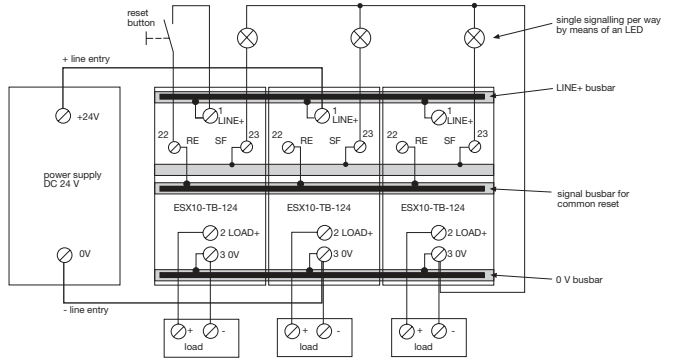 reset
button
single signalling per way
by means of an LED
+ line entry
LINE+ busbar
+24V
1
LINE+
1
LINE+
1
LINE+
22
RE
SF
23
22
RE
SF
23
22
RE
SF
23
power supply
DC 24 V
signal busbar for
common reset
ESX10-TB-124
ESX10-TB-124
ESX10-TB-124
2 LOAD+
2 LOAD+
2 LOAD+
0V
3 0V
3 0V
3 0V
0 V busbar
- line entry
+ -
load
+ -
load
+ -
load